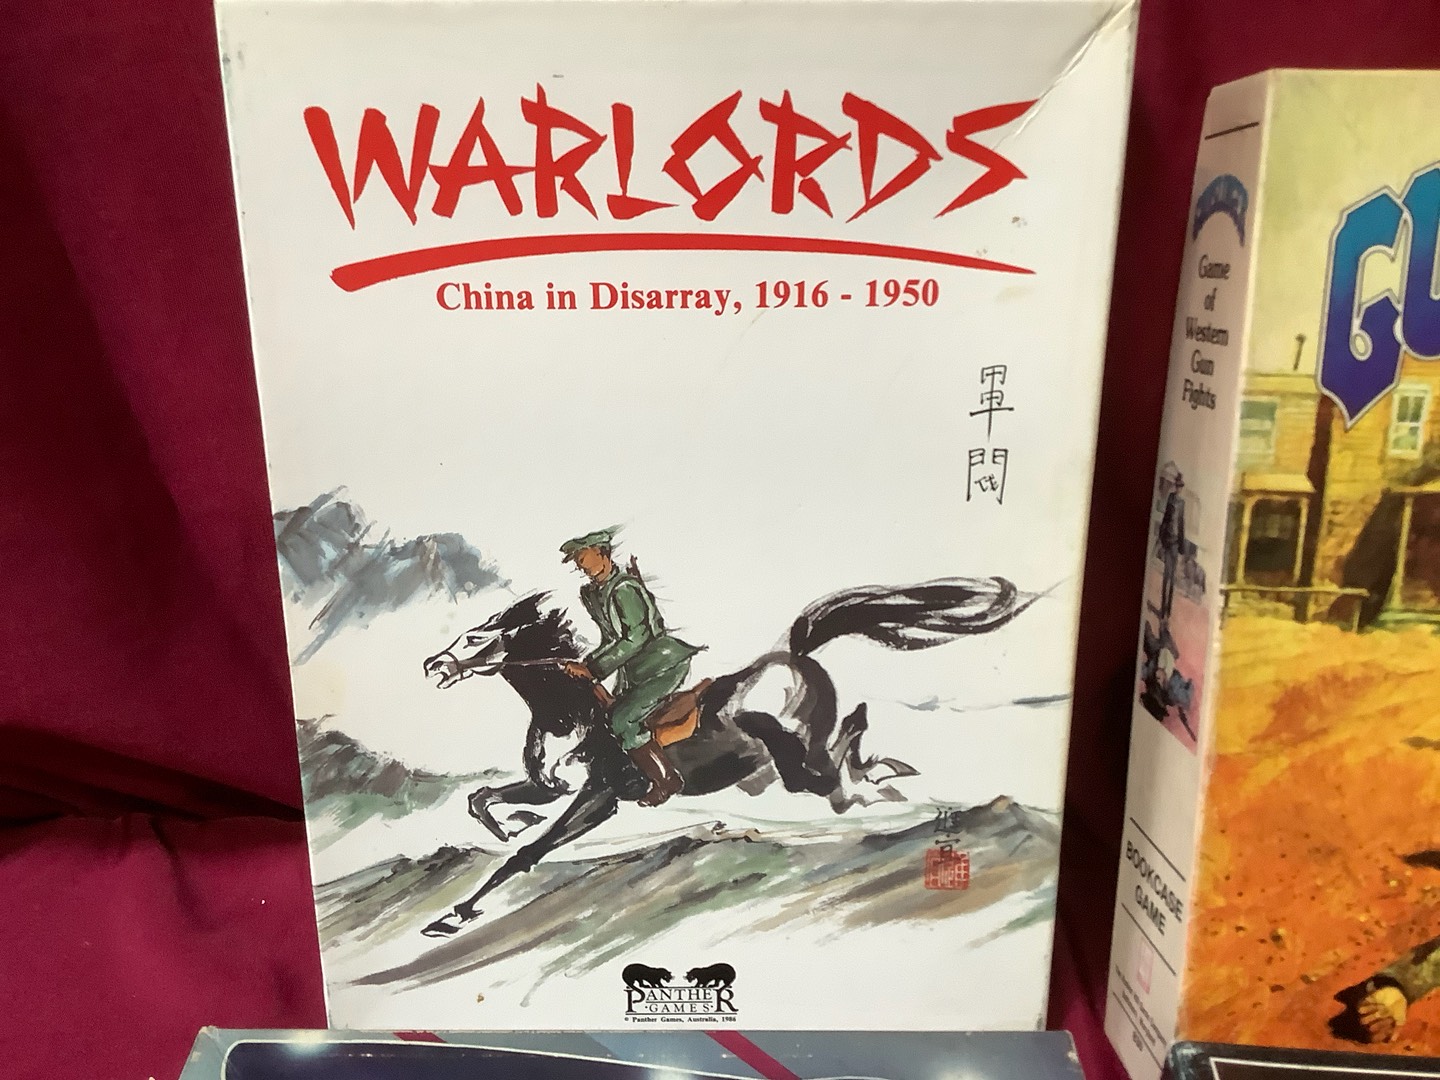 WARLORDS
China in Disarray, 1916 - 1950
軍
閥
PANTHER
GAMES
© Panther Games, Australia, 1986
Game
of
Western
Gun
Fights
BOOKCASE
GAME